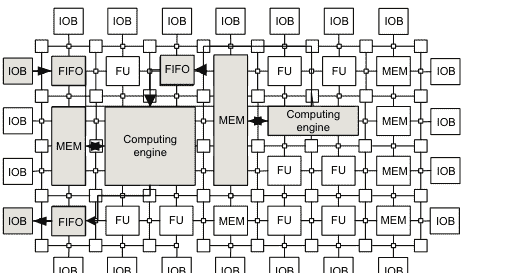 IOB IOB IOB IOB IOB IOB IOB
IOB FIFO FU FIFO FU FU MEM IOB
IOB MEM Computing engine MEM Computing engine MEM IOB
IOB FU FU MEM IOB
IOB FIFO FU FU MEM FU FU MEM IOB
IOB IOB IOB IOB IOB IOB IOB